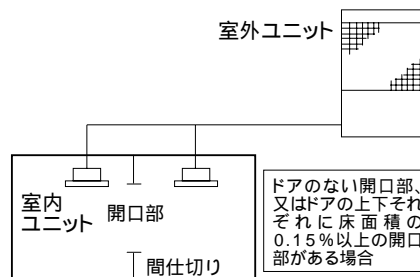 室外ユニット
室内
ユニット
開口部
間仕切り
ドアのない開口部、
又はドアの上下それ
ぞれに床面積の
0.15%以上の開口
部がある場合